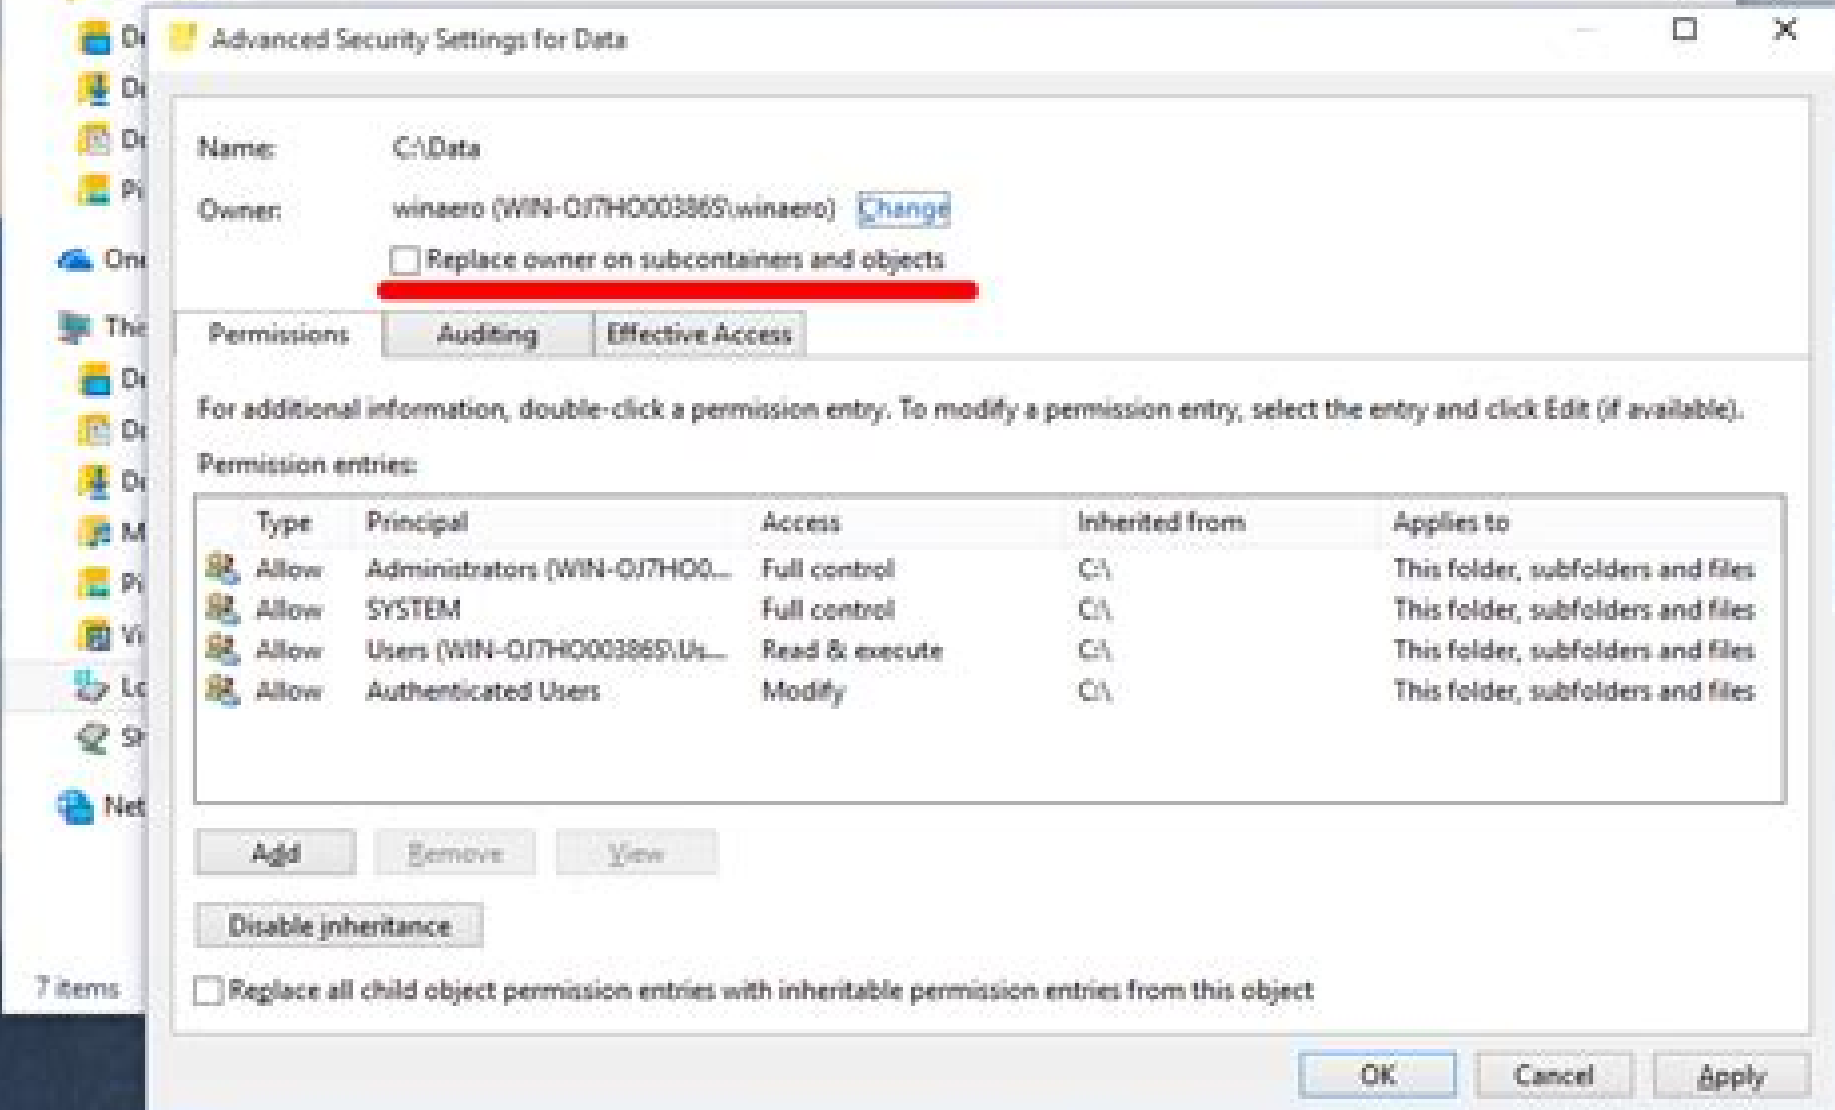 Advanced Security Settings for Data
Name: C:\Data
Owner: winaero (WIN-OJ7HO00386S\winaero) Change
Replace owner on subcontainers and objects
Permissions Auditing Effective Access
For additional information, double-click a permission entry. To modify a permission entry, select the entry and click Edit (if available).
Permission entries:
Type Principal Access Inherited from Applies to
Allow Administrators (WIN-OJ7HO0... Full control C:\ This folder, subfolders and files
Allow SYSTEM Full control C:\ This folder, subfolders and files
Allow Users (WIN-OJ7HO00386S\Us... Read & execute C:\ This folder, subfolders and files
Allow Authenticated Users Modify C:\ This folder, subfolders and files
Add Remove View
Disable inheritance
7 items
Replace all child object permission entries with inheritable permission entries from this object
OK Cancel Apply